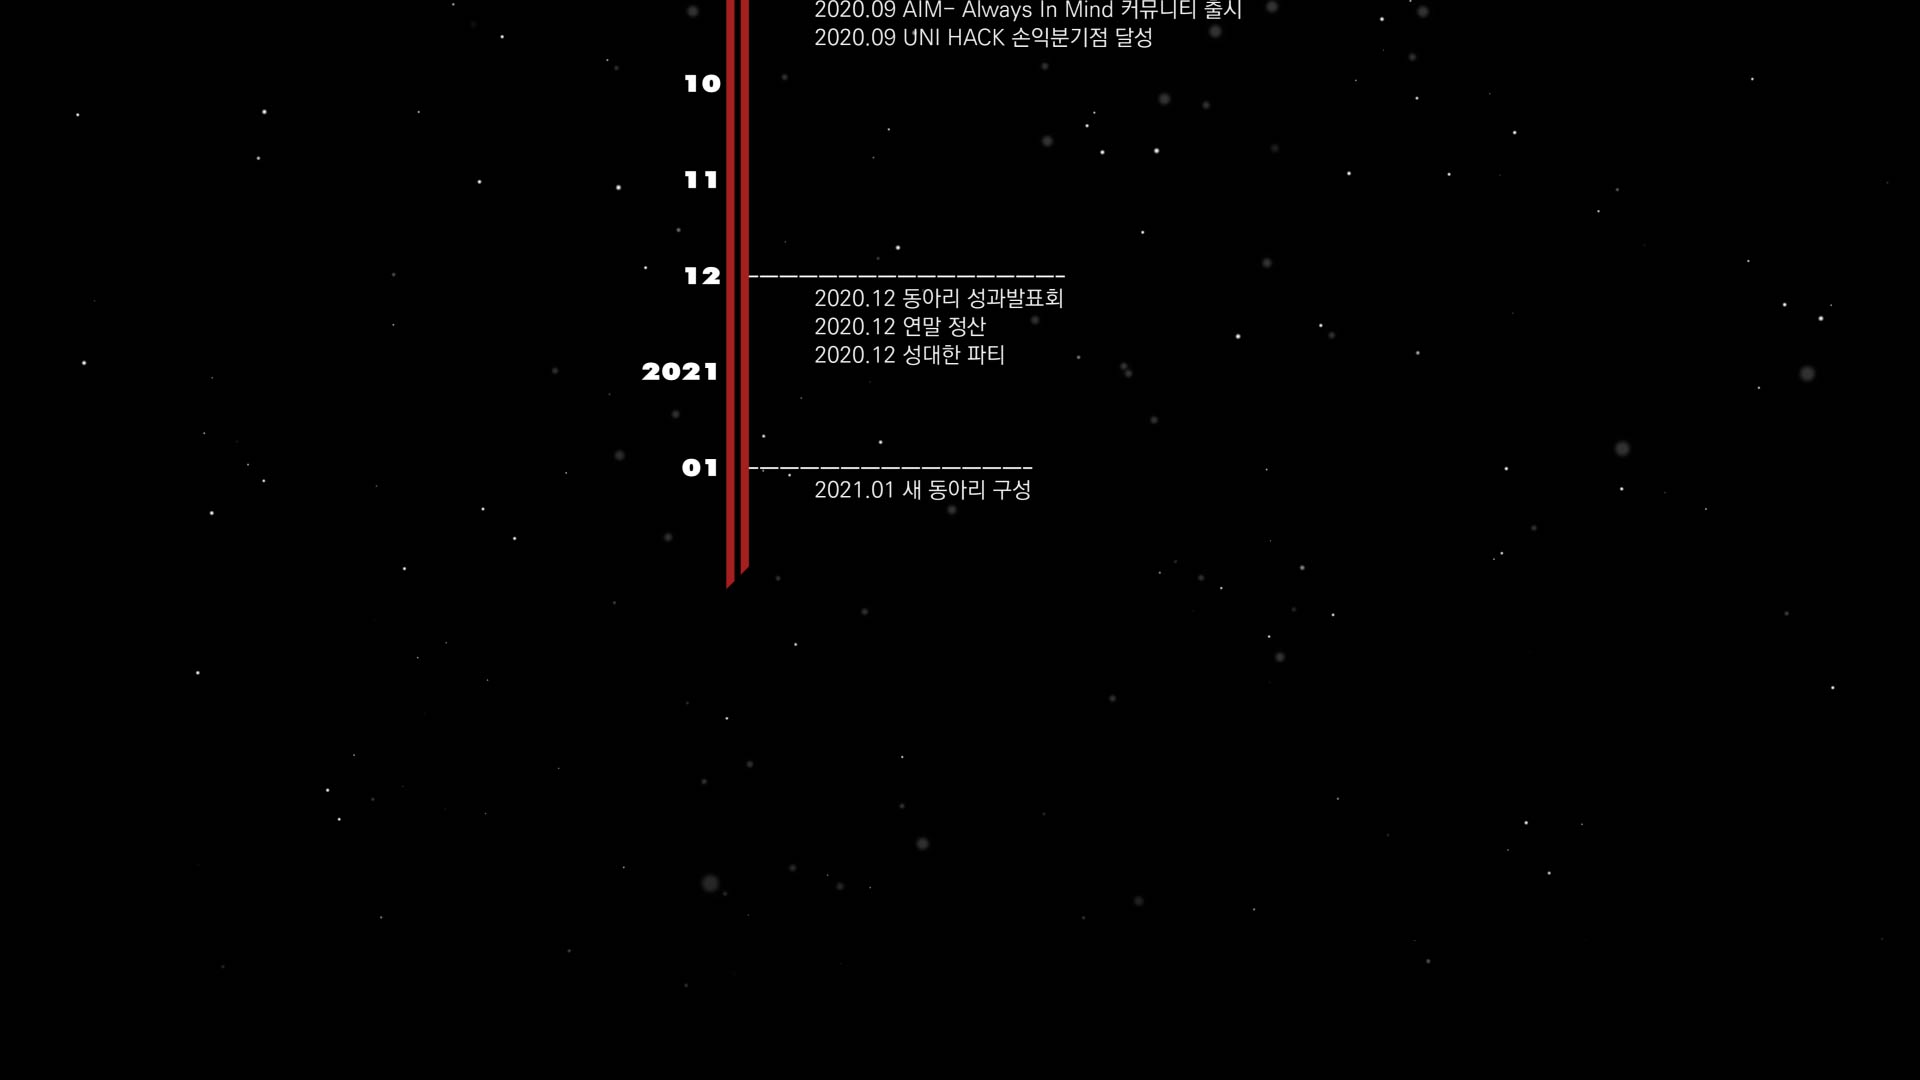 2020.09 AIM- Always In Mind 커뮤니티 출시
2020.09 UNI HACK 손익분기점 달성
10
11
12
2020.12 동아리 성과발표회
2020.12 연말 정산
2020.12 성대한 파티
2021
01
2021.01 새 동아리 구성